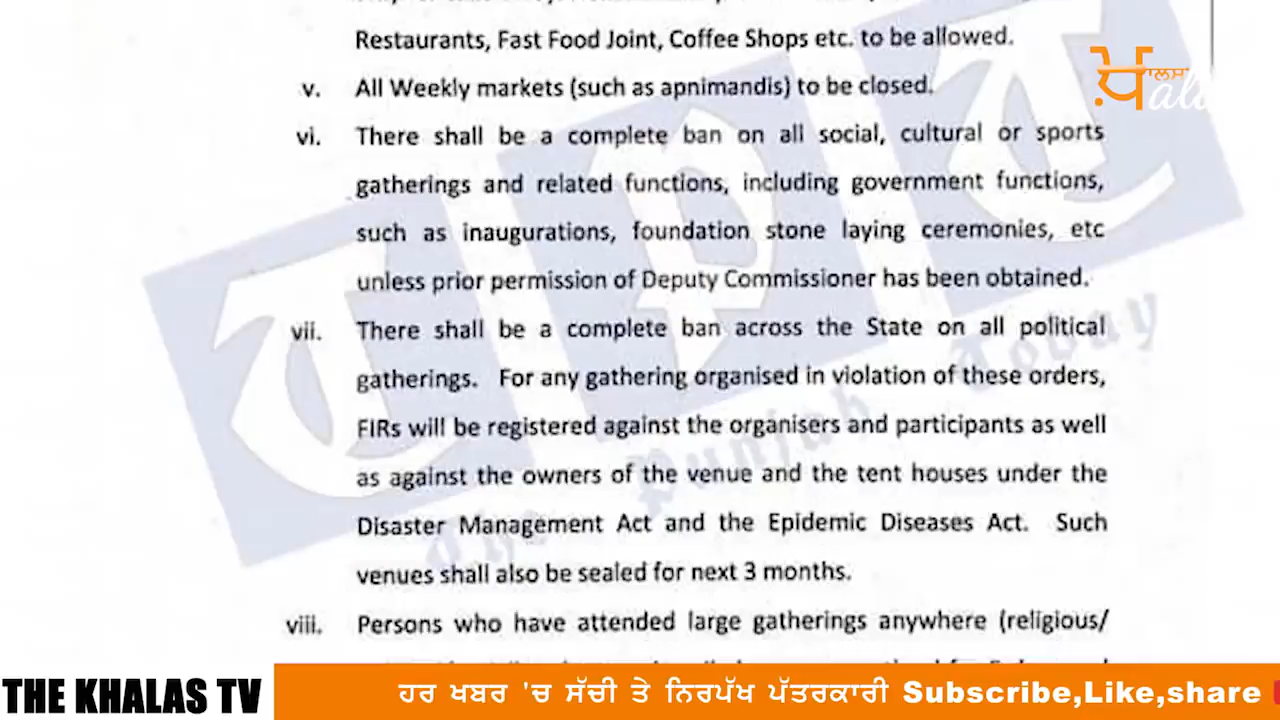 Restaurants, Fast Food Joint, Coffee Shops etc. to be allowed.
v. All Weekly markets (such as apnimandis) to be closed.
vi. There shall be a complete ban on all social, cultural or sports
gatherings and related functions, including government functions,
such as inaugurations, foundation stone laying ceremonies, etc
unless prior permission of Deputy Commissioner has been obtained.
vii. There shall be a complete ban across the State on all political
gatherings. For any gathering organised in violation of these orders,
FIRs will be registered against the organisers and participants as well
as against the owners of the venue and the tent houses under the
Disaster Management Act and the Epidemic Diseases Act. Such
venues shall also be sealed for next 3 months.
viii. Persons who have attended large gatherings anywhere (religious/
The Punjab Today
THE KHALAS TV
ਹਰ ਖਬਰ 'ਚ ਸੱਚੀ ਤੇ ਨਿਰਪੱਖ ਪੱਤਰਕਾਰੀ Subscribe,Like,share